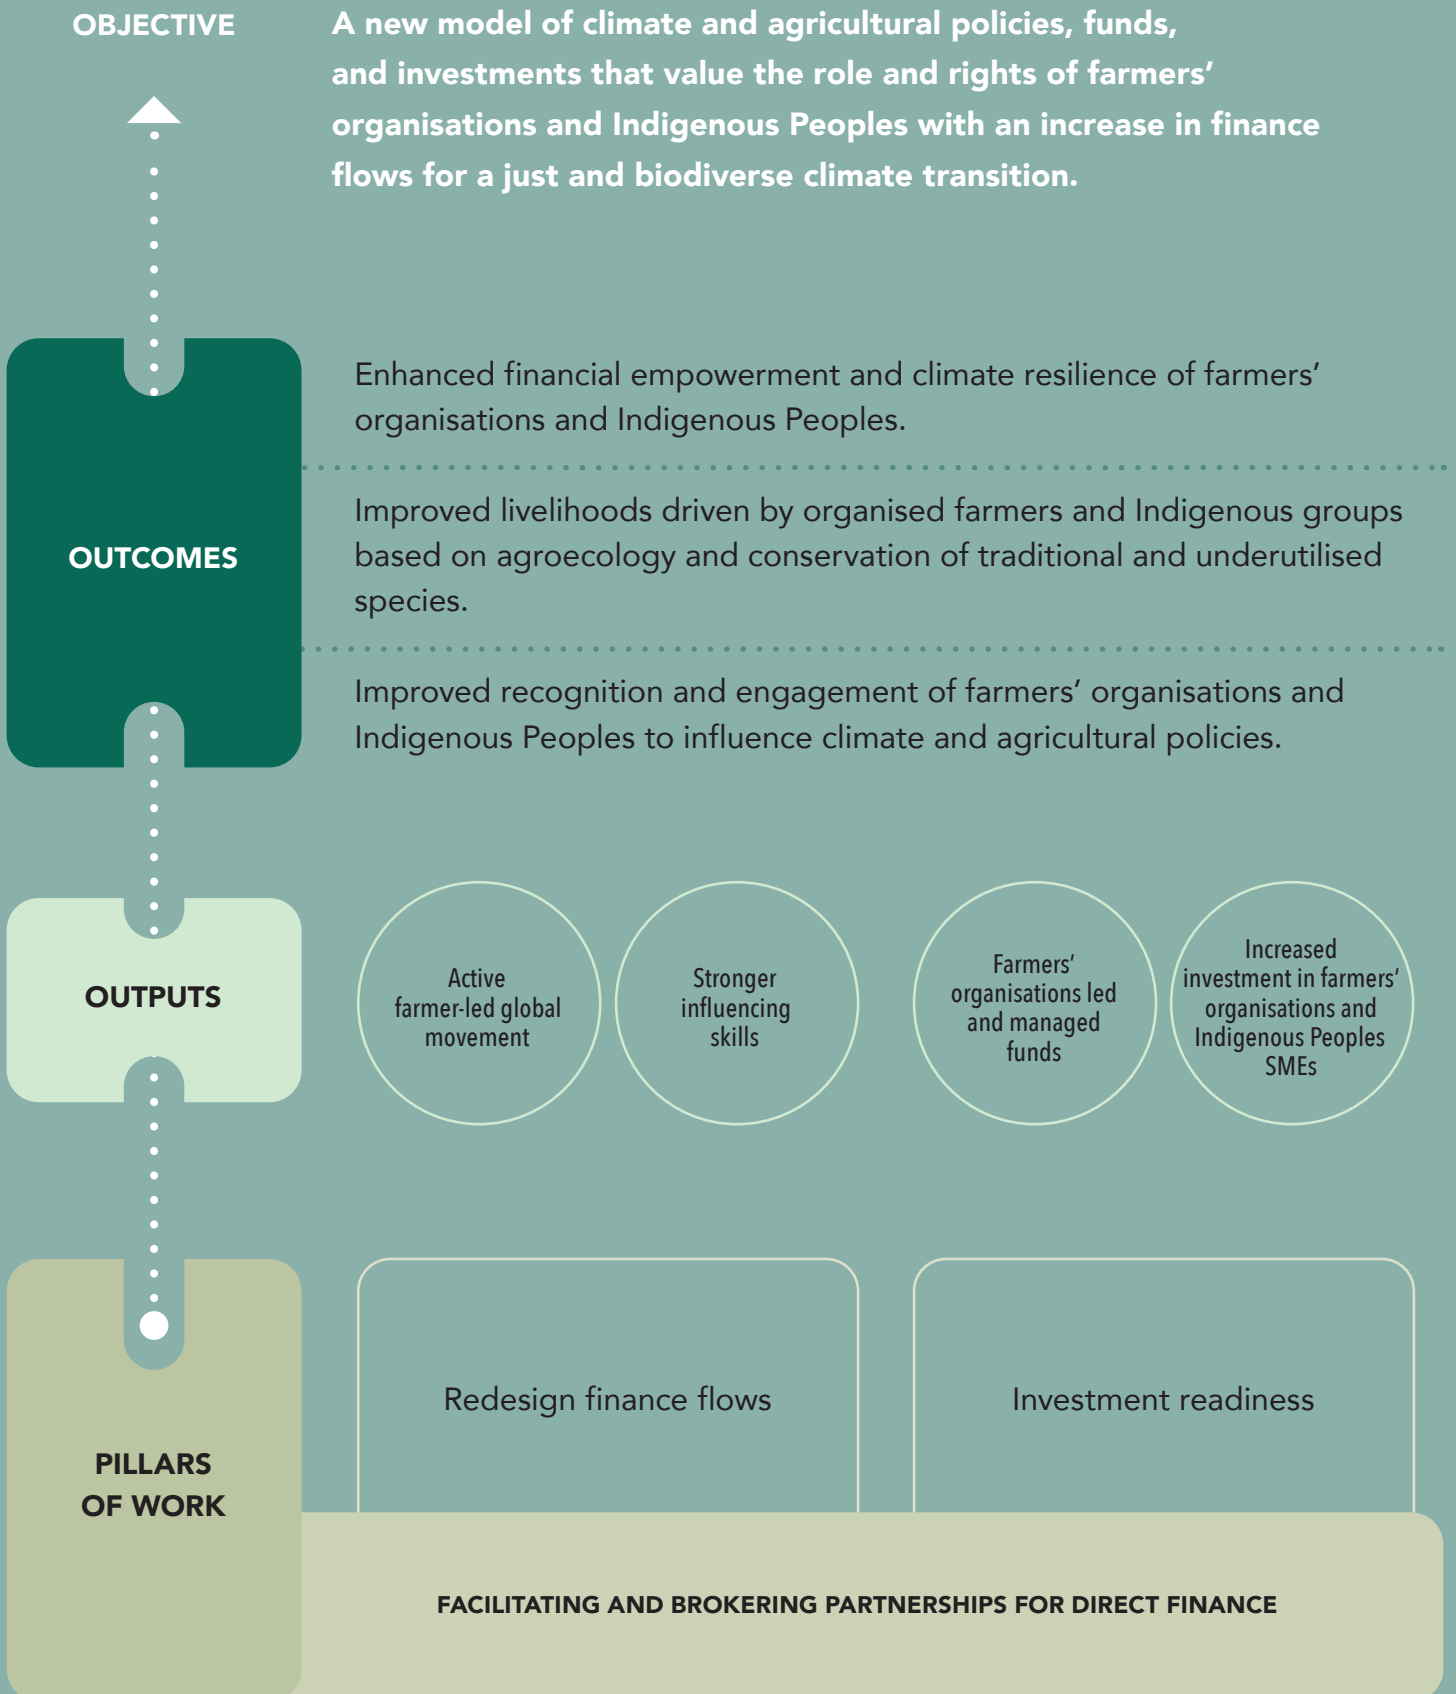 OBJECTIVE
A new model of climate and agricultural policies, funds,
and investments that value the role and rights of farmers’
organisations and Indigenous Peoples with an increase in finance
flows for a just and biodiverse climate transition.
OUTCOMES
Enhanced financial empowerment and climate resilience of farmers’
organisations and Indigenous Peoples.
Improved livelihoods driven by organised farmers and Indigenous groups
based on agroecology and conservation of traditional and underutilised
species.
Improved recognition and engagement of farmers’ organisations and
Indigenous Peoples to influence climate and agricultural policies.
OUTPUTS
Active
farmer-led global
movement
Stronger
influencing
skills
Farmers’
organisations led
and managed
funds
Increased
investment in farmers’
organisations and
Indigenous Peoples
SMEs
PILLARS
OF WORK
Redesign finance flows
Investment readiness
FACILITATING AND BROKERING PARTNERSHIPS FOR DIRECT FINANCE